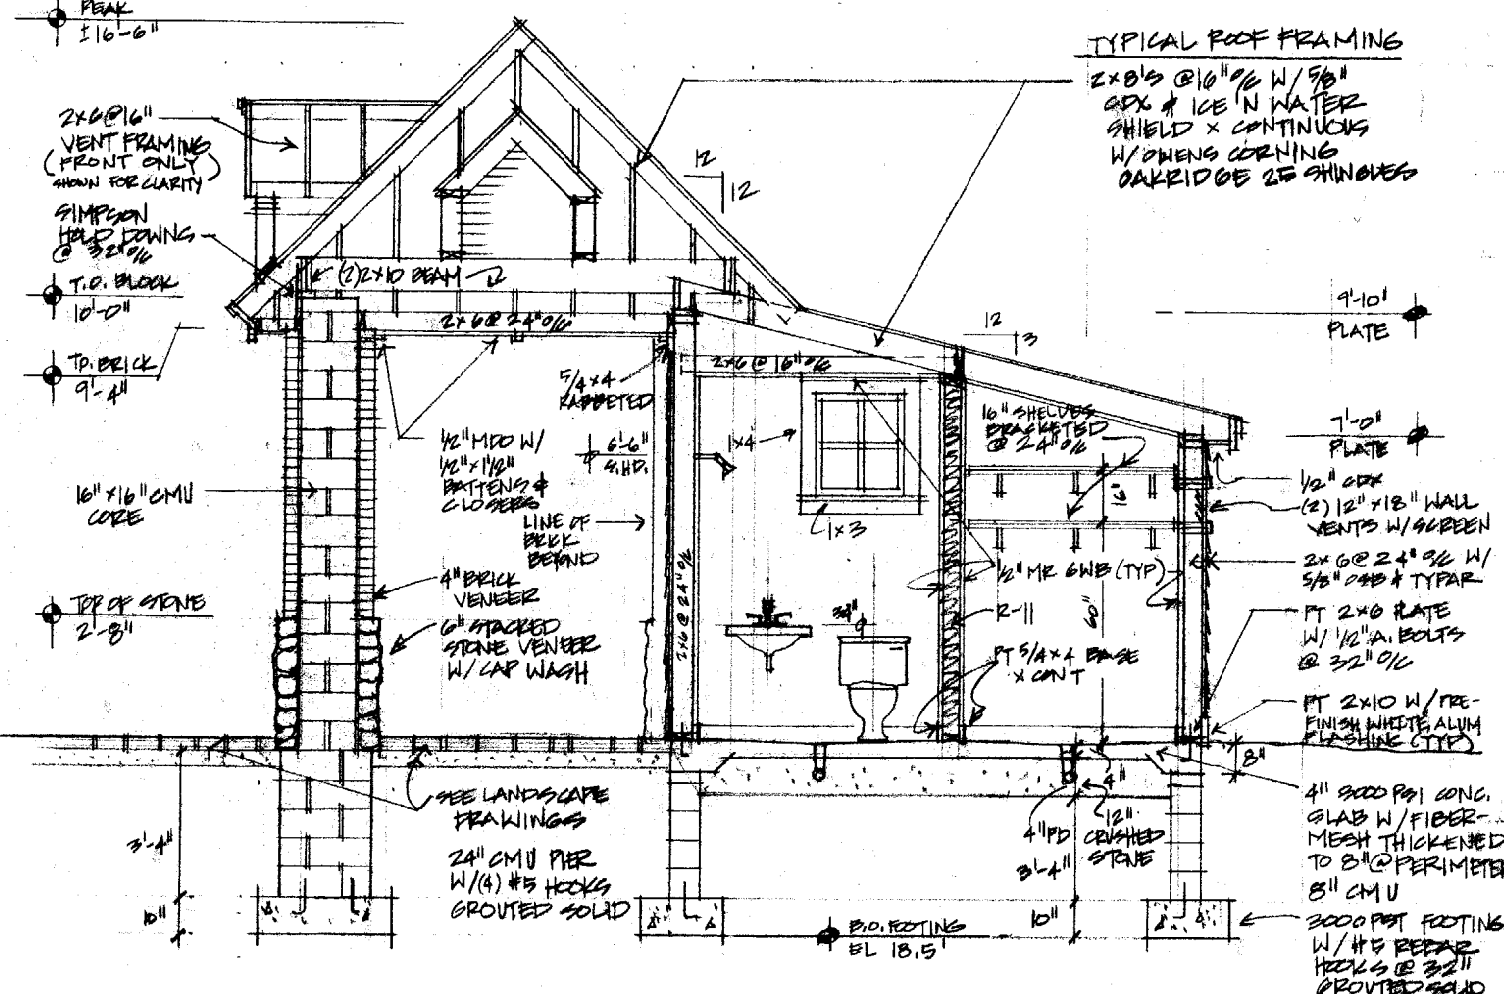 PEAK
±16'-6"
TYPICAL ROOF FRAMING
2x8'S @16" O/C W/ 5/8"
CDX & ICE 'N WATER
SHIELD x CONTINUOUS
W/ OWENS CORNING
OAKRIDGE 25 SHINGLES
2x6@16"
VENT FRAMING
(FRONT ONLY)
SHOWN FOR CLARITY
SIMPSON
HOLD DOWNS
@ 32" O/C
T.O. BLOCK
10'-0"
T.O. BRICK
9'-4"
16"x16" CMU
CORE
TOP OF STONE
2'-8"
3'-4"
10"
(2) 2x10 BEAM
2x6@ 24" O/C
12
12
5/4x4
RABBETED
1/2" MDO W/
1/2"x1 1/2"
BATTENS &
CLOSERS
6'-6"
S.HD.
LINE OF
BRICK
BEYOND
4" BRICK
VENEER
6" STACKED
STONE VENEER
W/ CAP WASH
2x6 @ 24" O/C
SEE LANDSCAPE
DRAWINGS
24" CMU PIER
W/(4) #5 HOOKS
GROUTED SOLID
2x6 @ 16" O/C
1x4
1x3
12
3
16" SHELVES
BRACKETED
@ 24" O/C
1/2" MR GWB (TYP)
R-11
PT 5/4x4 BASE
x CONT
60"
4"
4"FD
12"
CRUSHED
STONE
3'-4"
10"
B.O. FOOTING
EL 18.5'
9'-10"
PLATE
7'-0"
PLATE
1/2" CDX
(2) 12"x18" WALL
VENTS W/ SCREEN
2x6@ 24" O/C W/
5/8" OSB & TYPAR
PT 2x6 PLATE
W/ 1/2" A. BOLTS
@ 32" O/C
PT 2x10 W/ PRE-
FINISH WHITE ALUM
FLASHING (TYP)
8"
4" 3000 PSI CONC.
SLAB W/ FIBER-
MESH THICKENED
TO 8" @ PERIMETER
8" CMU
3000 PSI FOOTING
W/ #5 REBAR
HOOKS @ 32"
GROUTED SOLID